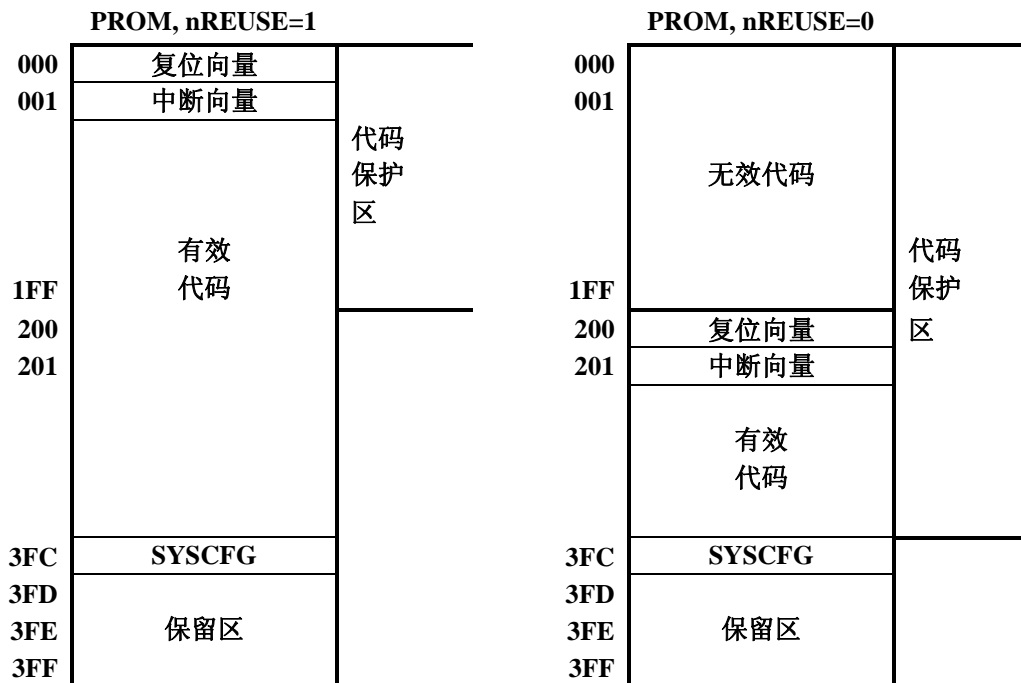 PROM, nREUSE=1
000
复位向量
001
中断向量
代码
保护
区
有效
代码
1FF
200
201
3FC
SYSCFG
3FD
3FE
保留区
3FF
PROM, nREUSE=0
000
001
无效代码
代码
保护
区
1FF
200
复位向量
201
中断向量
有效
代码
3FC
SYSCFG
3FD
3FE
保留区
3FF